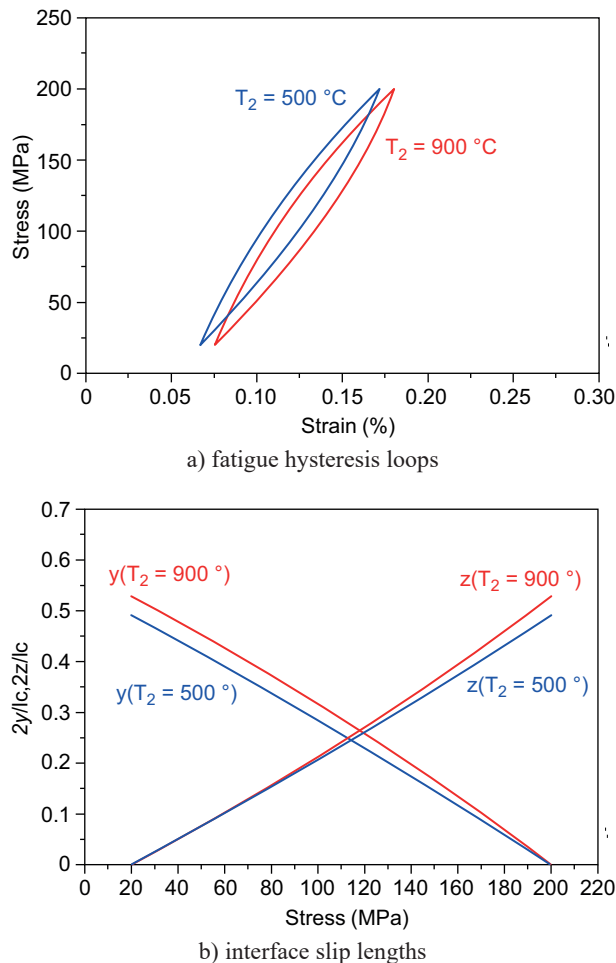 250
200
150
100
50
0
Stress (MPa)
T2 = 500 °C
T2 = 900 °C
0 0.05 0.10 0.15 0.20 0.25 0.30
Strain (%)
a) fatigue hysteresis loops
0.7
0.6
0.5
0.4
0.3
0.2
0.1
0
2y/lc,2z/lc
y(T2 = 900 °)
z(T2 = 900 °)
y(T2 = 500 °)
z(T2 = 500 °)
0 20 40 60 80 100 120 140 160 180 200 220
Stress (MPa)
b) interface slip lengths